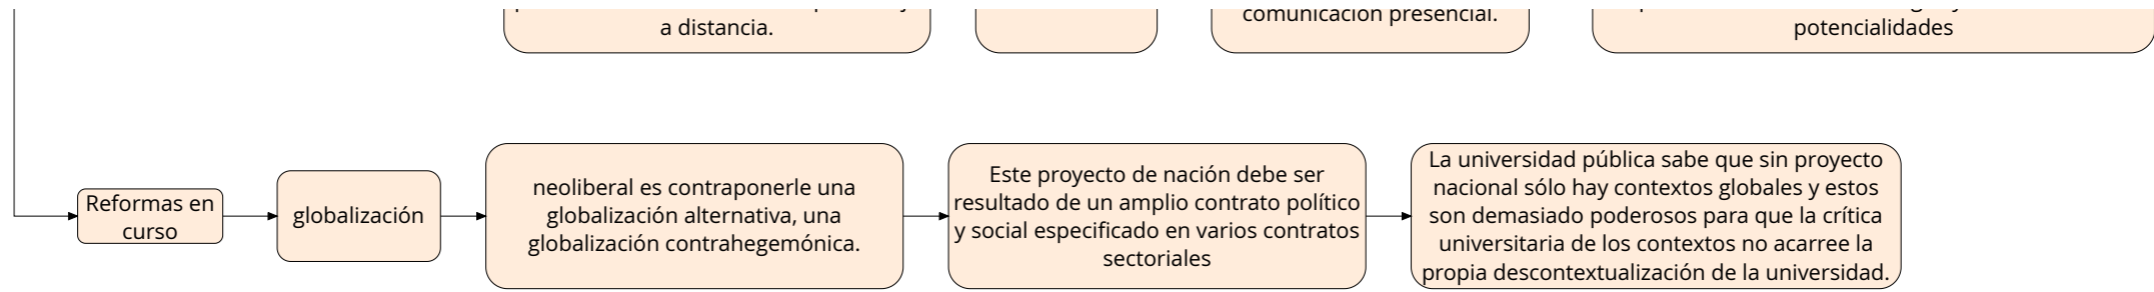 a distancia.
comunicación presencial.
potencialidades
Reformas en
curso
globalización
neoliberal es contraponerle una
globalización alternativa, una
globalización contrahegemónica.
Este proyecto de nación debe ser
resultado de un amplio contrato político
y social especificado en varios contratos
sectoriales
La universidad pública sabe que sin proyecto
nacional sólo hay contextos globales y estos
son demasiado poderosos para que la crítica
universitaria de los contextos no acarree la
propia descontextualización de la universidad.